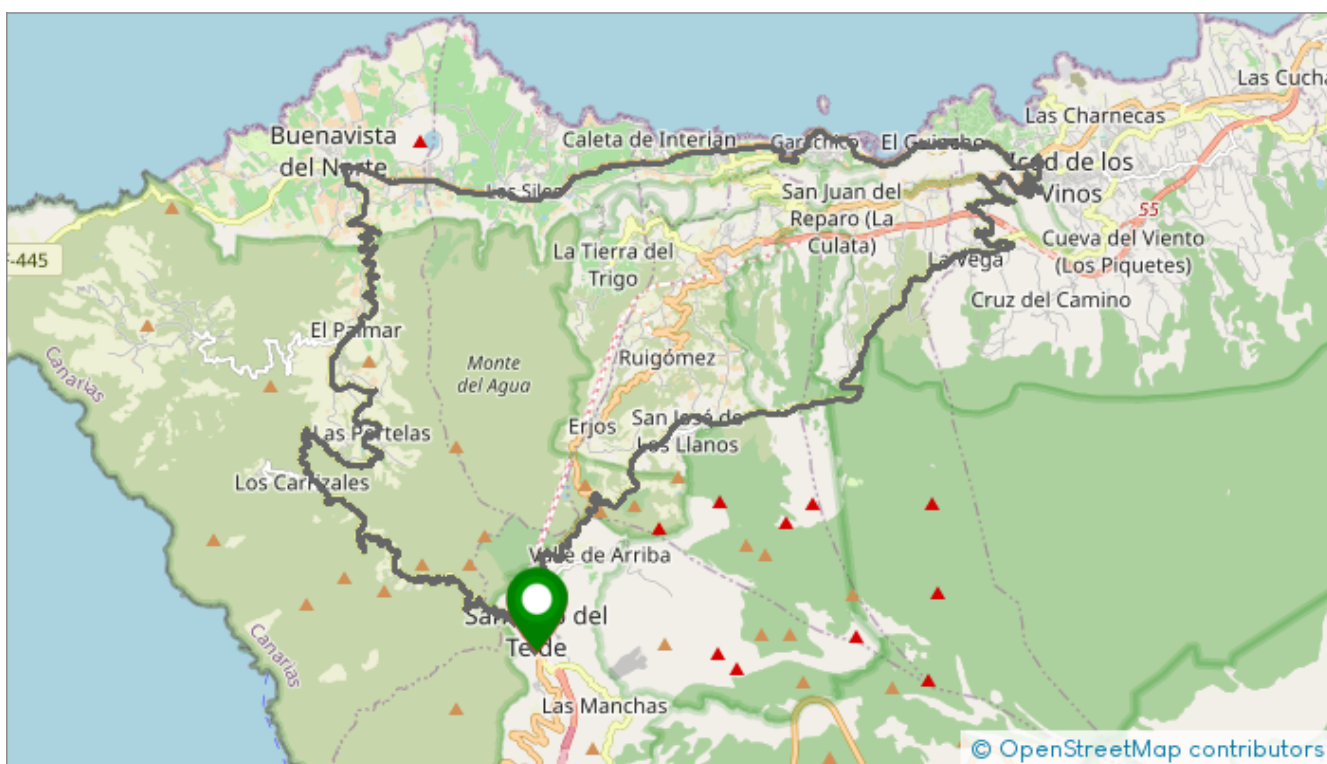 Las Cucha
Las Charnecas
Buenavista
del Norte
Caleta de Interian
Garachico
El Guincho
Icod de los
Vinos
Los Silos
San Juan del
Reparo (La
Culata)
55
-445
La Tierra del
Trigo
La Vega
Cueva del Viento
(Los Piquetes)
Cruz del Camino
El Palmar
Canarias
Monte
del Agua
Ruigómez
Erjos
San José de
Los Llanos
Las Portelas
Los Carrizales
Valle de Arriba
del
Teide
Canarias
Las Manchas
© OpenStreetMap contributors